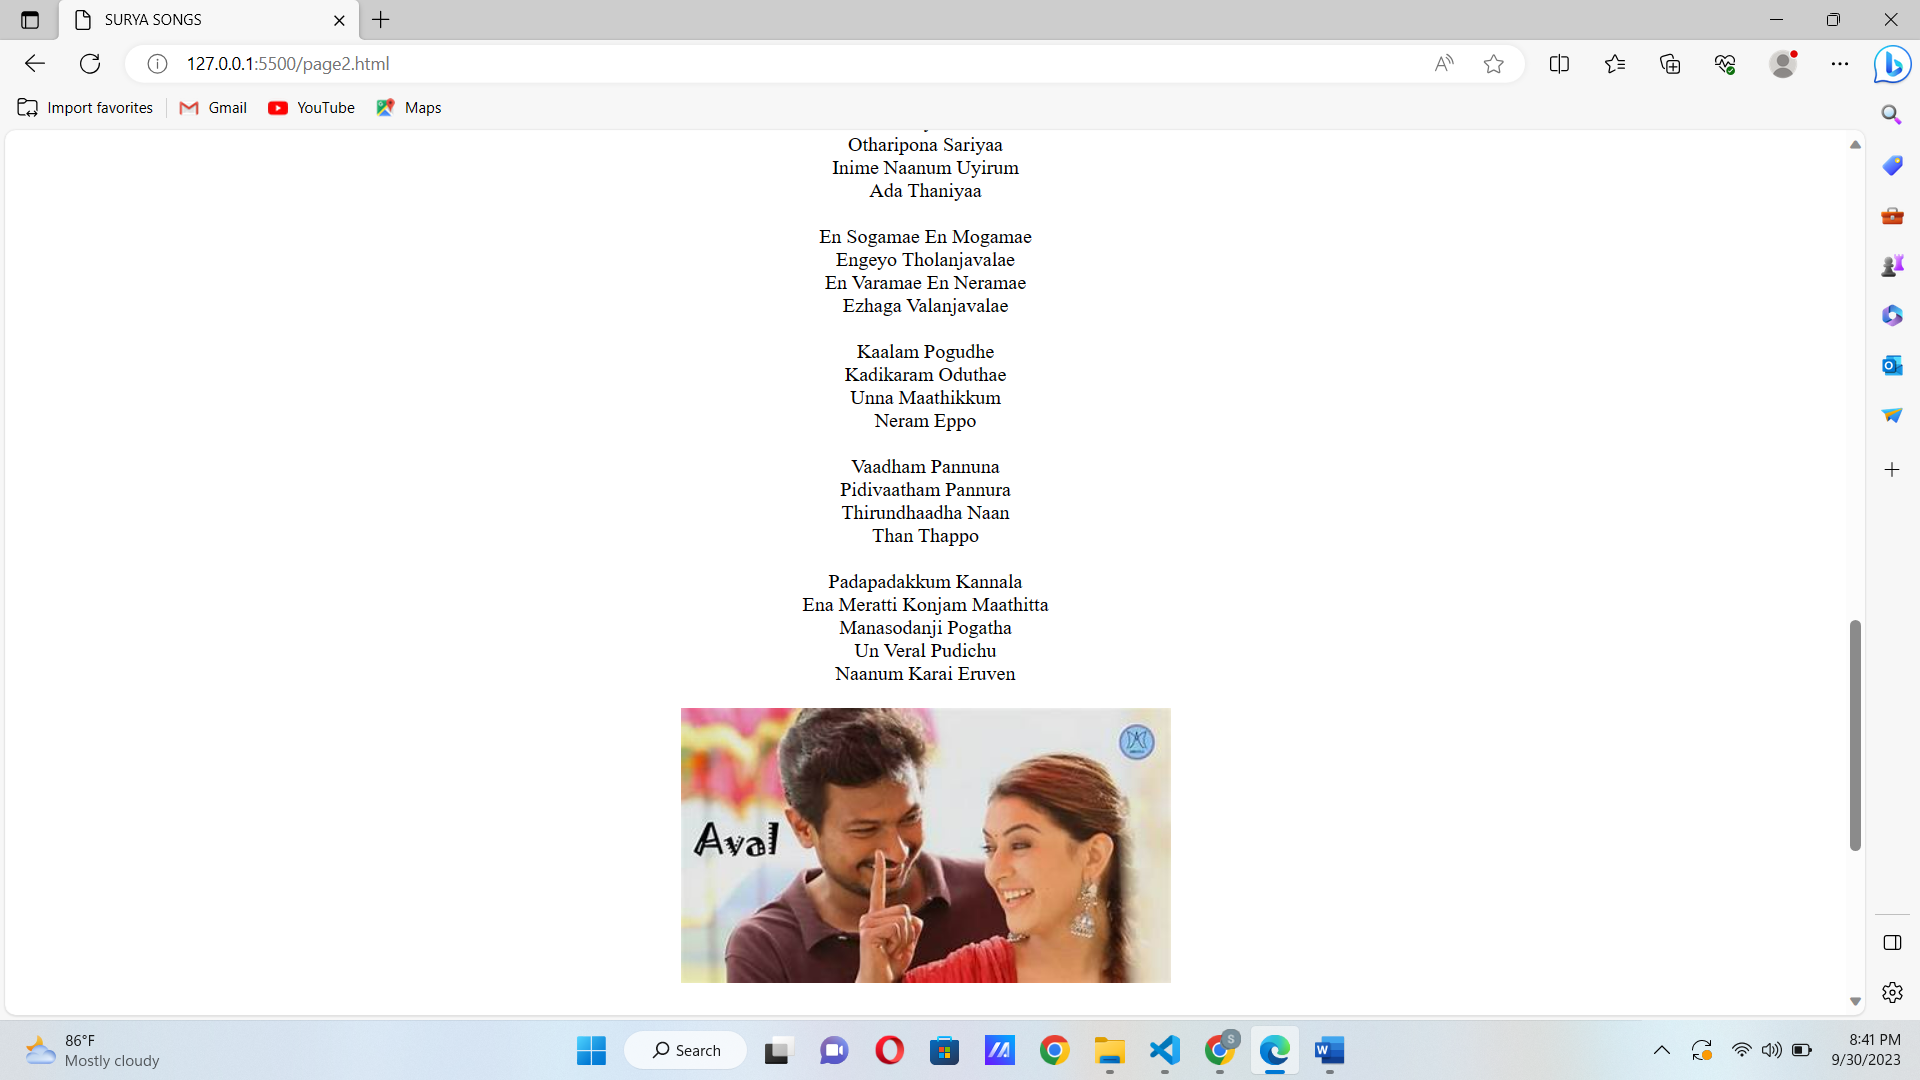 SURYA SONGS
127.0.0.1:5500/page2.html
Import favorites
Gmail
YouTube
Maps
Otharipona Sariyaa
Inime Naanum Uyirum
Ada Thaniyaa
En Sogamae En Mogamae
Engeyo Tholanjavalae
En Varamae En Neramae
Ezhaga Valanjavalae
Kaalam Pogudhe
Kadikaram Oduthae
Unna Maathikkum
Neram Eppo
Vaadham Pannuna
Pidivaatham Pannura
Thirundhaadha Naan
Than Thappo
Padapadakkum Kannala
Ena Meratti Konjam Maathitta
Manasodanji Pogatha
Un Veral Pudichu
Naanum Karai Eruven
Aval
86°F
Mostly cloudy
Search
S
8:41 PM
9/30/2023